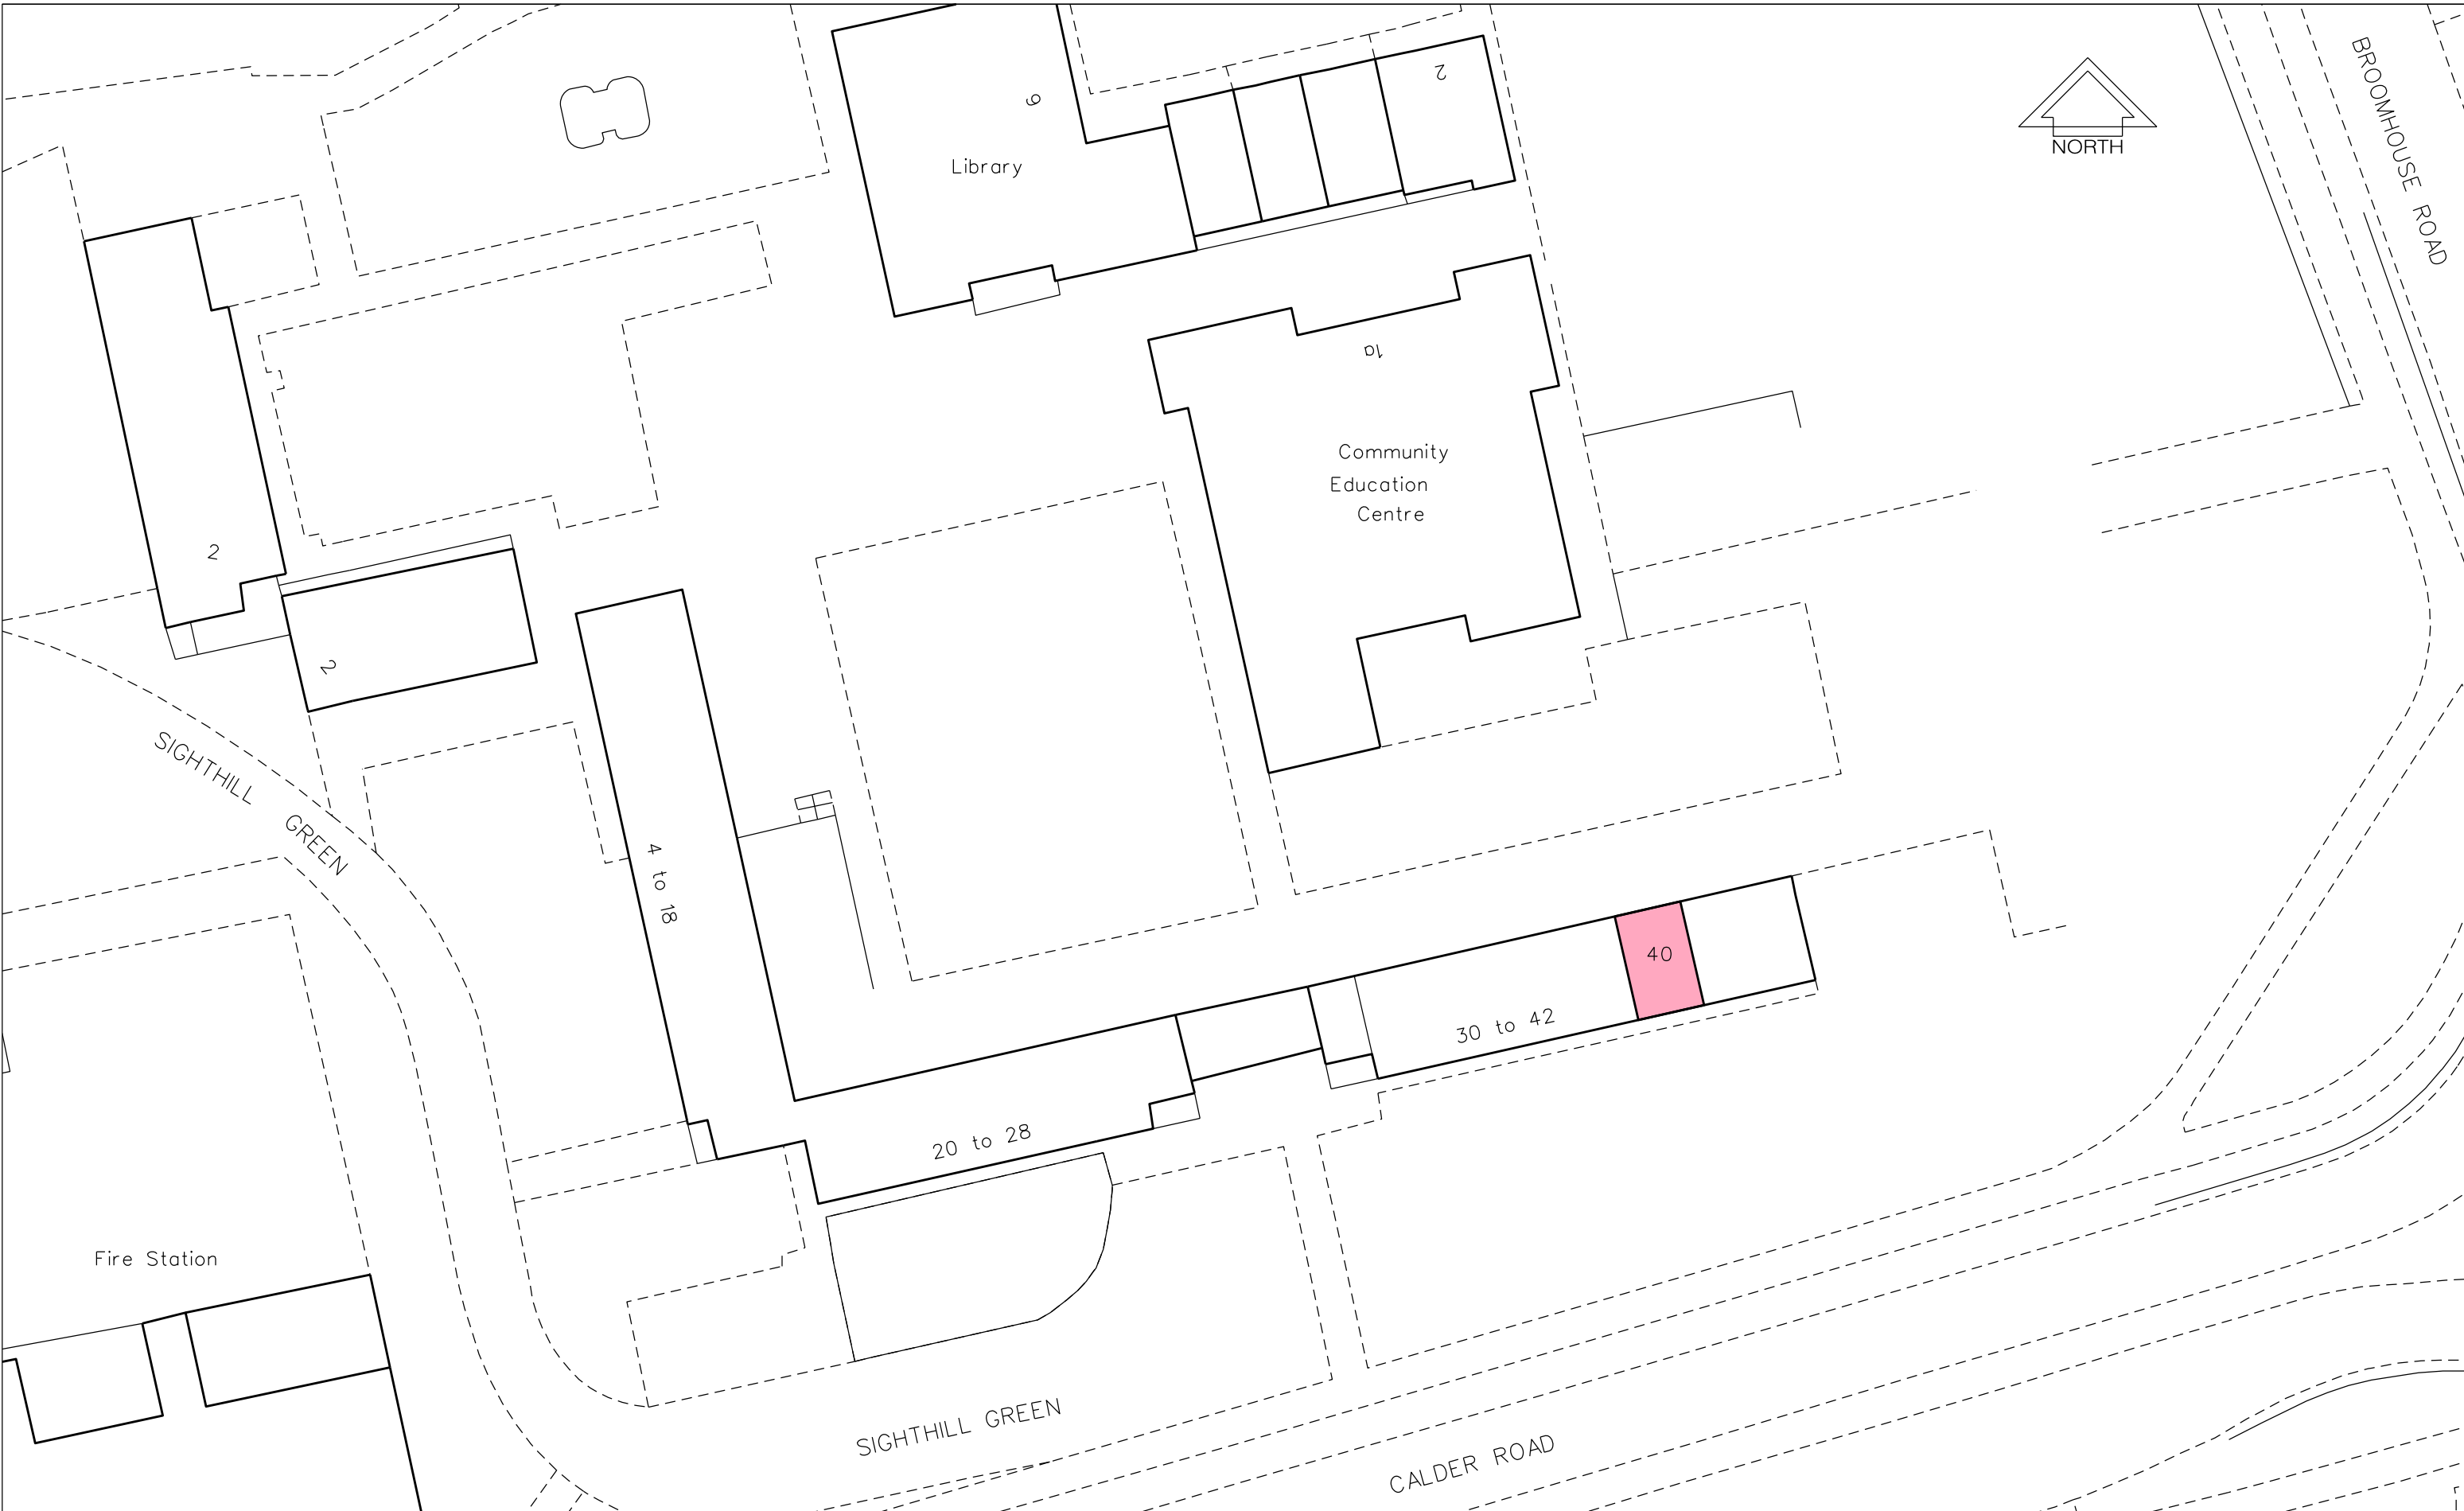 BROOMHOUSE ROAD
2
9
NORTH
Library
1a
Community
Education
Centre
2
2
SIGHTHILL
GREEN
4 to 18
40
30 to 42
20 to 28
Fire Station
SIGHTHILL GREEN
CALDER ROAD